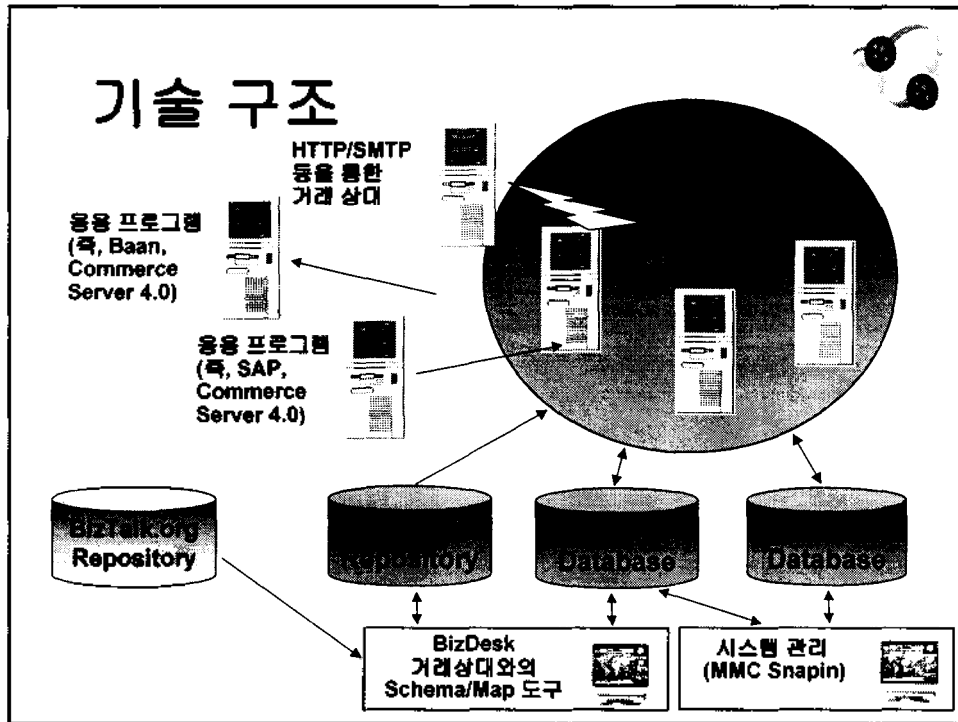 기술 구조
HTTP/SMTP
등을 통한
거래 상대
응용 프로그램
(즉, Baan,
Commerce
Server 4.0)
응용 프로그램
(즉, SAP,
Commerce
Server 4.0)
BizTalk.org
Repository
Repository
Database
Database
BizDesk
거래상대와의
Schema/Map 도구
시스템 관리
(MMC Snapin)